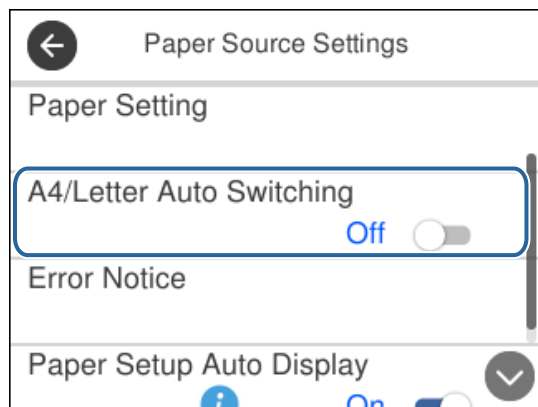 Paper Source Settings
Paper Setting
A4/Letter Auto Switching
Off
Error Notice
Paper Setup Auto Display
On